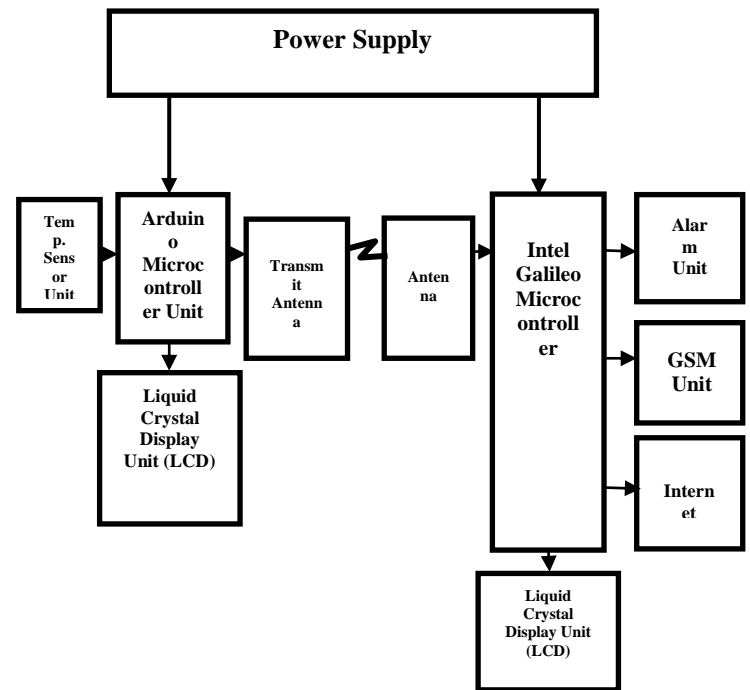 Power Supply
Tem
p.
Sens
or
Unit
Arduin
o
Microc
ontroll
er Unit
Transm
it
Antenn
a
Anten
na
Intel
Galileo
Microc
ontroll
er
Alar
m
Unit
GSM
Unit
Intern
et
Liquid
Crystal
Display
Unit (LCD)
Liquid
Crystal
Display Unit
(LCD)